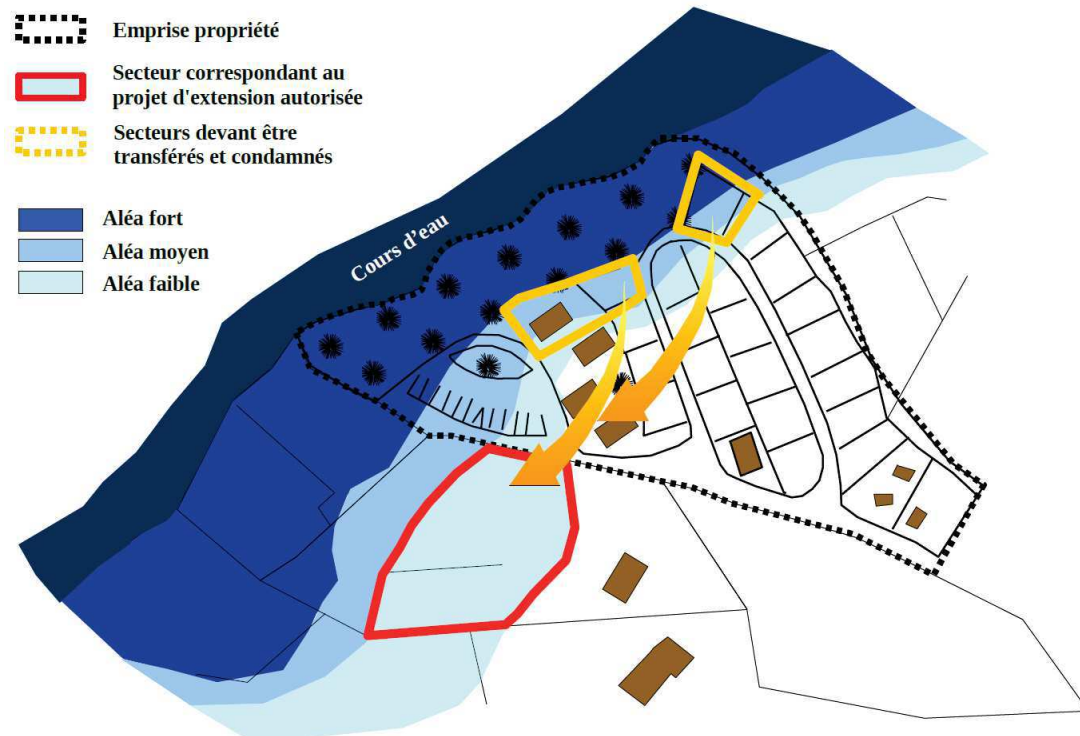 Emprise propriété
Secteur correspondant au
projet d'extension autorisée
Secteurs devant être
transférés et condamnés
Aléa fort
Aléa moyen
Aléa faible
Cours d’eau